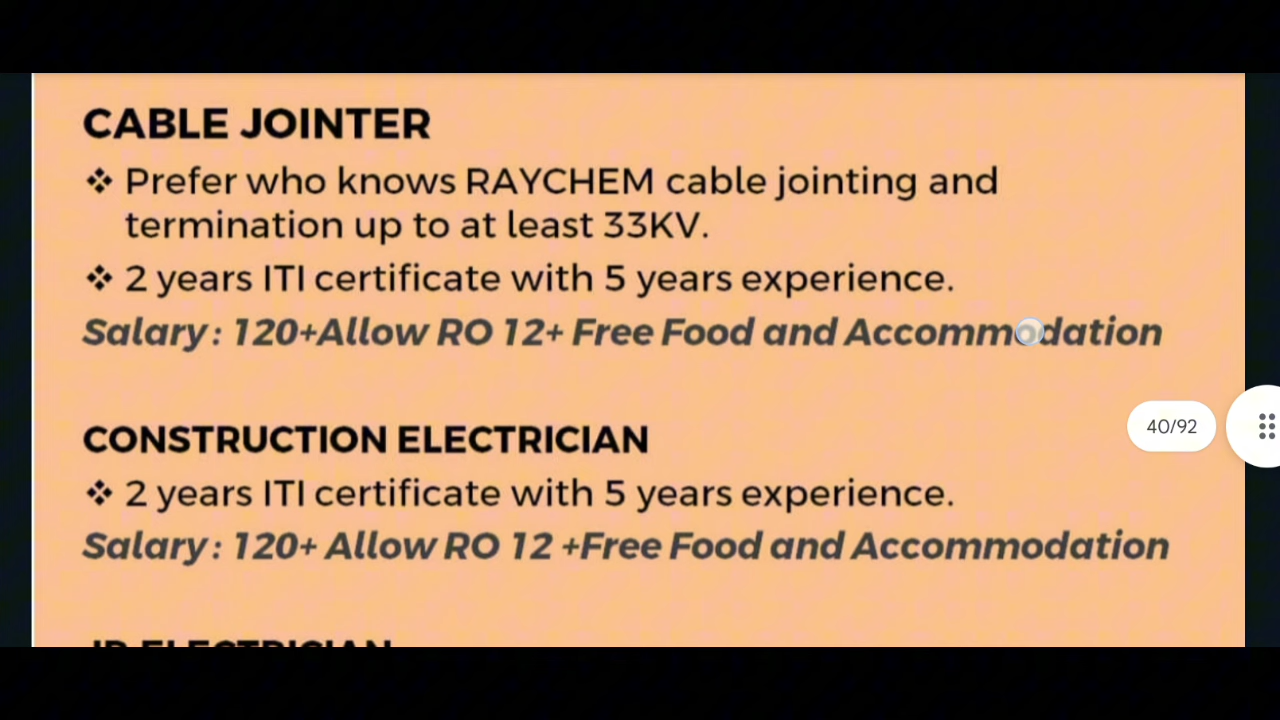 CABLE JOINTER
❖ Prefer who knows RAYCHEM cable jointing and
termination up to at least 33KV.
❖ 2 years ITI certificate with 5 years experience.
Salary : 120+Allow RO 12+ Free Food and Accommodation
CONSTRUCTION ELECTRICIAN
40/92
❖ 2 years ITI certificate with 5 years experience.
Salary : 120+ Allow RO 12 +Free Food and Accommodation
JR ELECTRICIAN